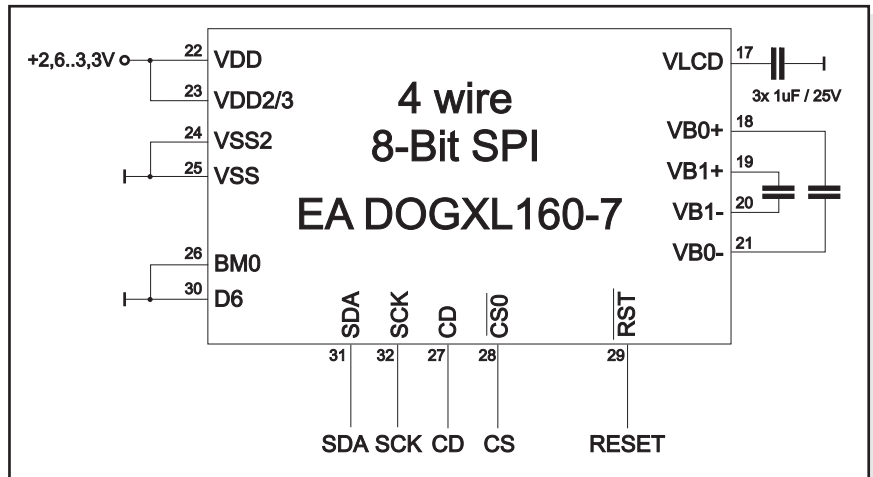 +2,6..3,3V
22 VDD
23 VDD2/3
24 VSS2
25 VSS
26 BM0
30 D6
4 wire
8-Bit SPI
EA DOGXL160-7
VLCD 17
3x 1uF / 25V
VB0+ 18
VB1+ 19
VB1- 20
VB0- 21
SDA SCK CD CS0 RST
31 32 27 28 29
SDA SCK CD CS RESET